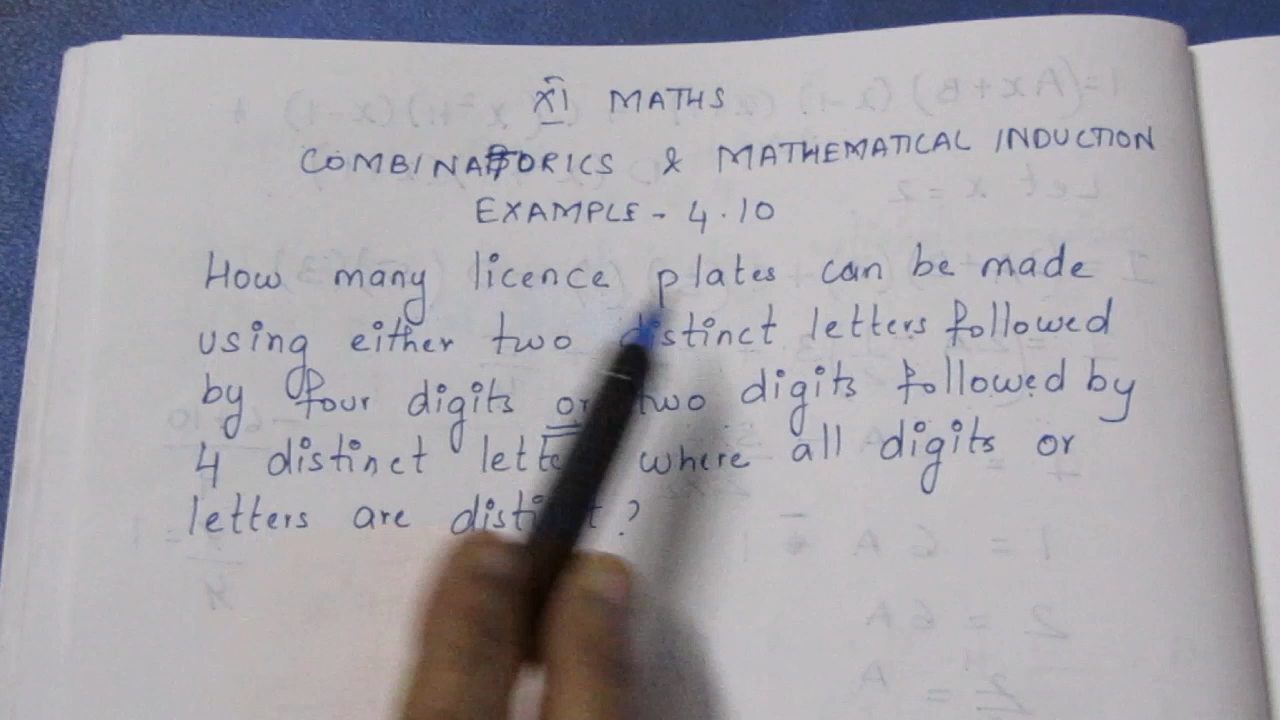 XI MATHS
COMBINATORICS & MATHEMATICAL INDUCTION
EXAMPLE - 4.10
How many licence plates can be made
using either two distinct letters followed
by four digits or two digits followed by
4 distinct where all digits or
letters are distinct?